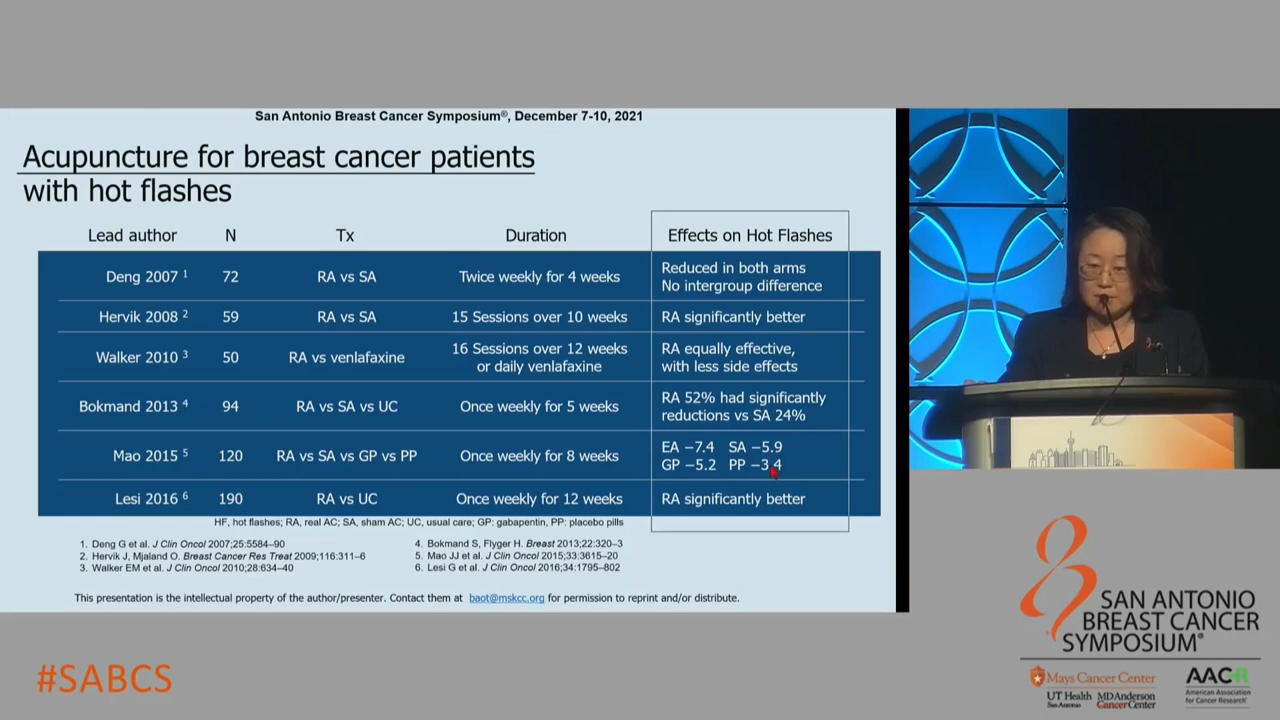 San Antonio Breast Cancer Symposium®, December 7-10, 2021
Acupuncture for breast cancer patients
with hot flashes
Lead author N Tx Duration Effects on Hot Flashes
Deng 2007 1 72 RA vs SA Twice weekly for 4 weeks Reduced in both arms
No intergroup difference
Hervik 2008 2 59 RA vs SA 15 Sessions over 10 weeks RA significantly better
Walker 2010 3 50 RA vs venlafaxine 16 Sessions over 12 weeks
or daily venlafaxine RA equally effective,
with less side effects
Bokmand 2013 4 94 RA vs SA vs UC Once weekly for 5 weeks RA 52% had significantly
reductions vs SA 24%
Mao 2015 5 120 RA vs SA vs GP vs PP Once weekly for 8 weeks EA −7.4 SA −5.9
GP −5.2 PP −3.4
Lesi 2016 6 190 RA vs UC Once weekly for 12 weeks RA significantly better
HF, hot flashes; RA, real AC; SA, sham AC; UC, usual care; GP: gabapentin, PP: placebo pills
1. Deng G et al. J Clin Oncol 2007;25:5584–90
2. Hervik J, Mjaland O. Breast Cancer Res Treat 2009;116:311–6
3. Walker EM et al. J Clin Oncol 2010;28:634–40
4. Bokmand S, Flyger H. Breast 2013;22:320–3
5. Mao JJ et al. J Clin Oncol 2015;33:3615–20
6. Lesi G et al. J Clin Oncol 2016;34:1795–802
This presentation is the intellectual property of the author/presenter. Contact them at baot@mskcc.org for permission to reprint and/or distribute.
#SABCS
SAN ANTONIO
BREAST CANCER
SYMPOSIUM®
Mays Cancer Center
UT Health
San Antonio
MD Anderson
Cancer Center
AACR
American Association
for Cancer Research